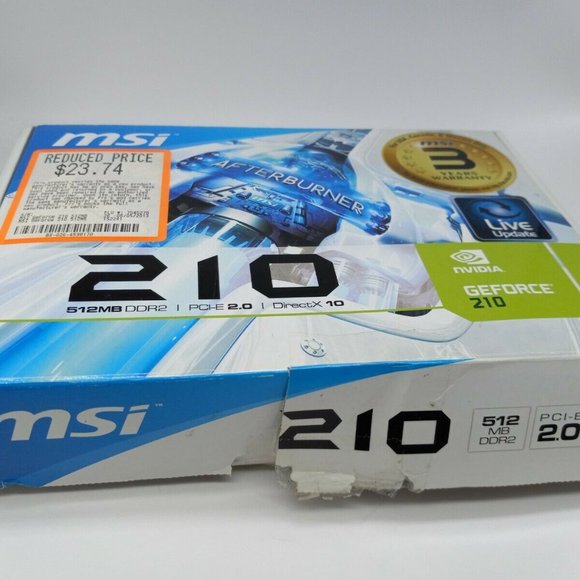 msi
REDUCED PRICE
$23.74
AFTERBURNER
msi
3
YEARS
WARRANTY
Live
Update
210
512MB DDR2 | PCI-E 2.0 | DirectX 10
NVIDIA
GEFORCE
210
msi™
210
512
MB
DDR2
PCI-E
2.0